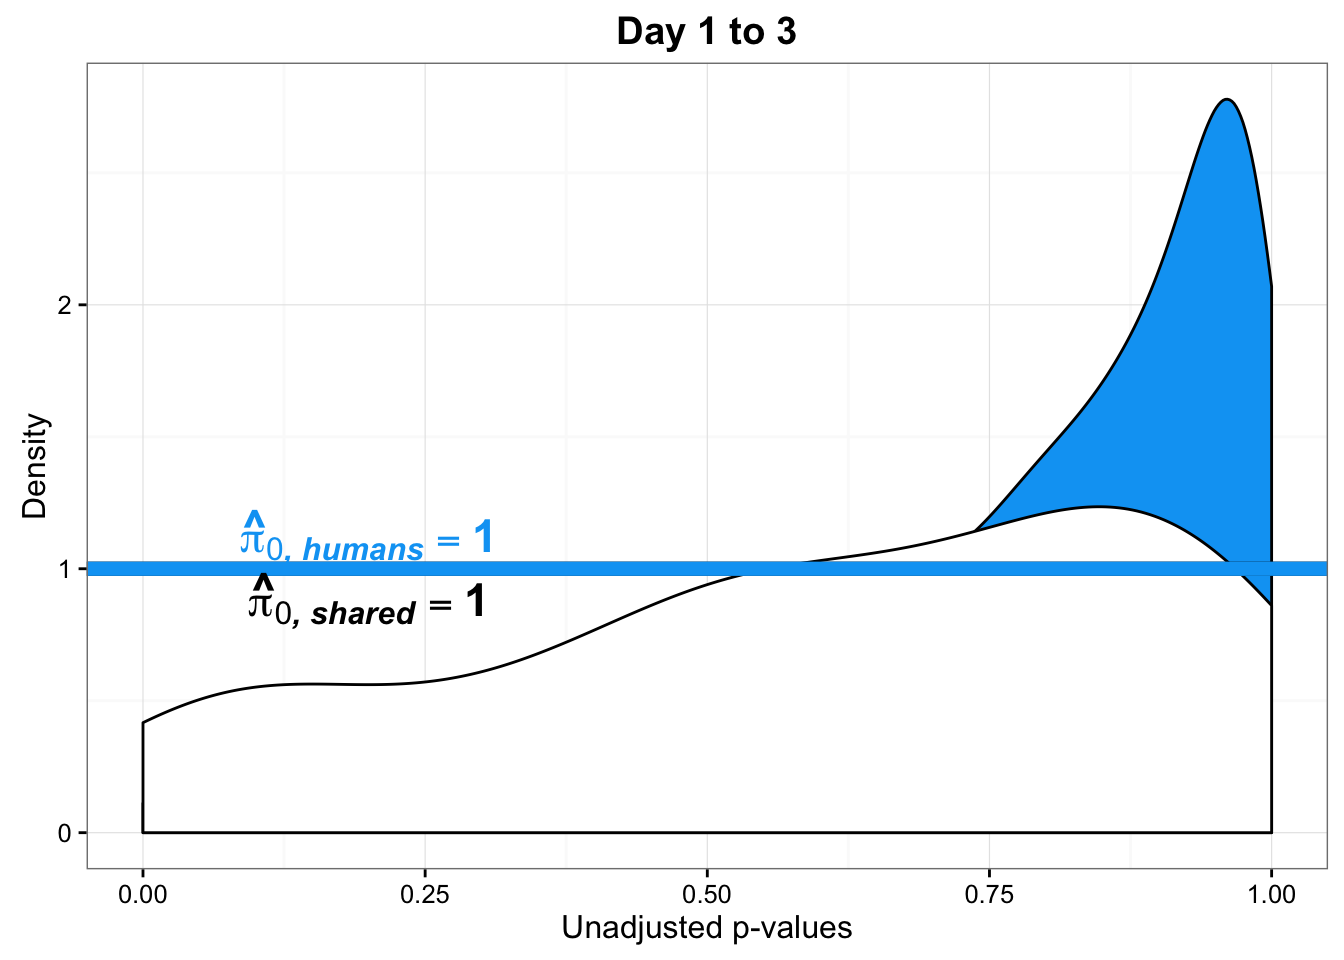 Day 1 to 3
Density
2
1
0
π̂0, humans = 1
π̂0, shared = 1
0.00 0.25 0.50 0.75 1.00
Unadjusted p-values